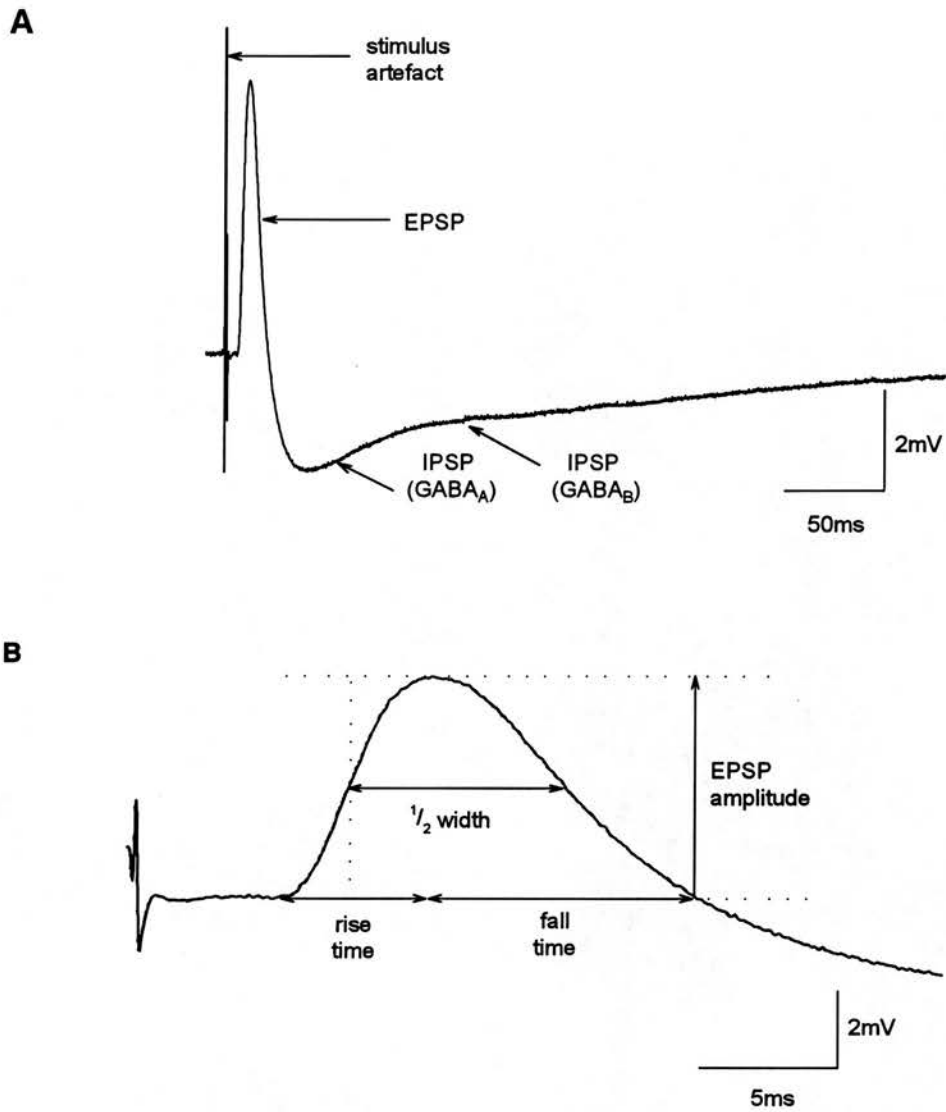 A
stimulus
artefact
EPSP
IPSP
(GABAA)
IPSP
(GABAB)
2mV
50ms
B
EPSP
amplitude
1/2 width
rise
time
fall
time
2mV
5ms